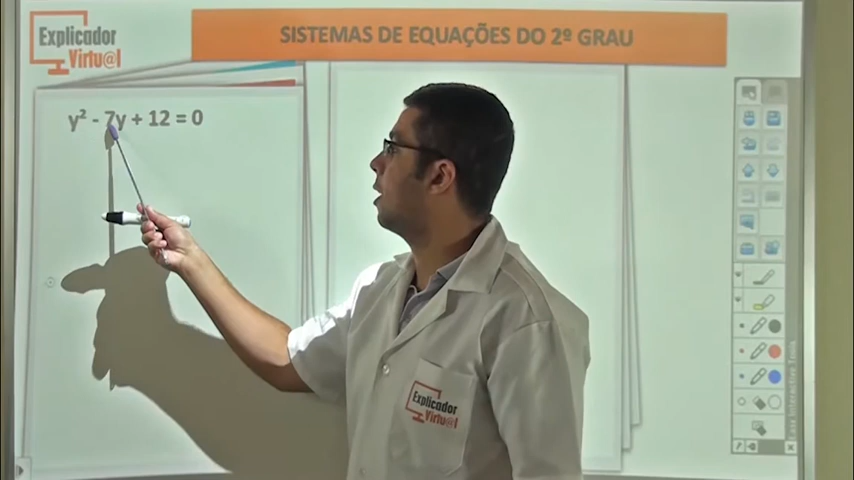 Explicador
Virtu@l
SISTEMAS DE EQUAÇÕES DO 2º GRAU
y² - 7y + 12 = 0
Explicador
Virtu@l